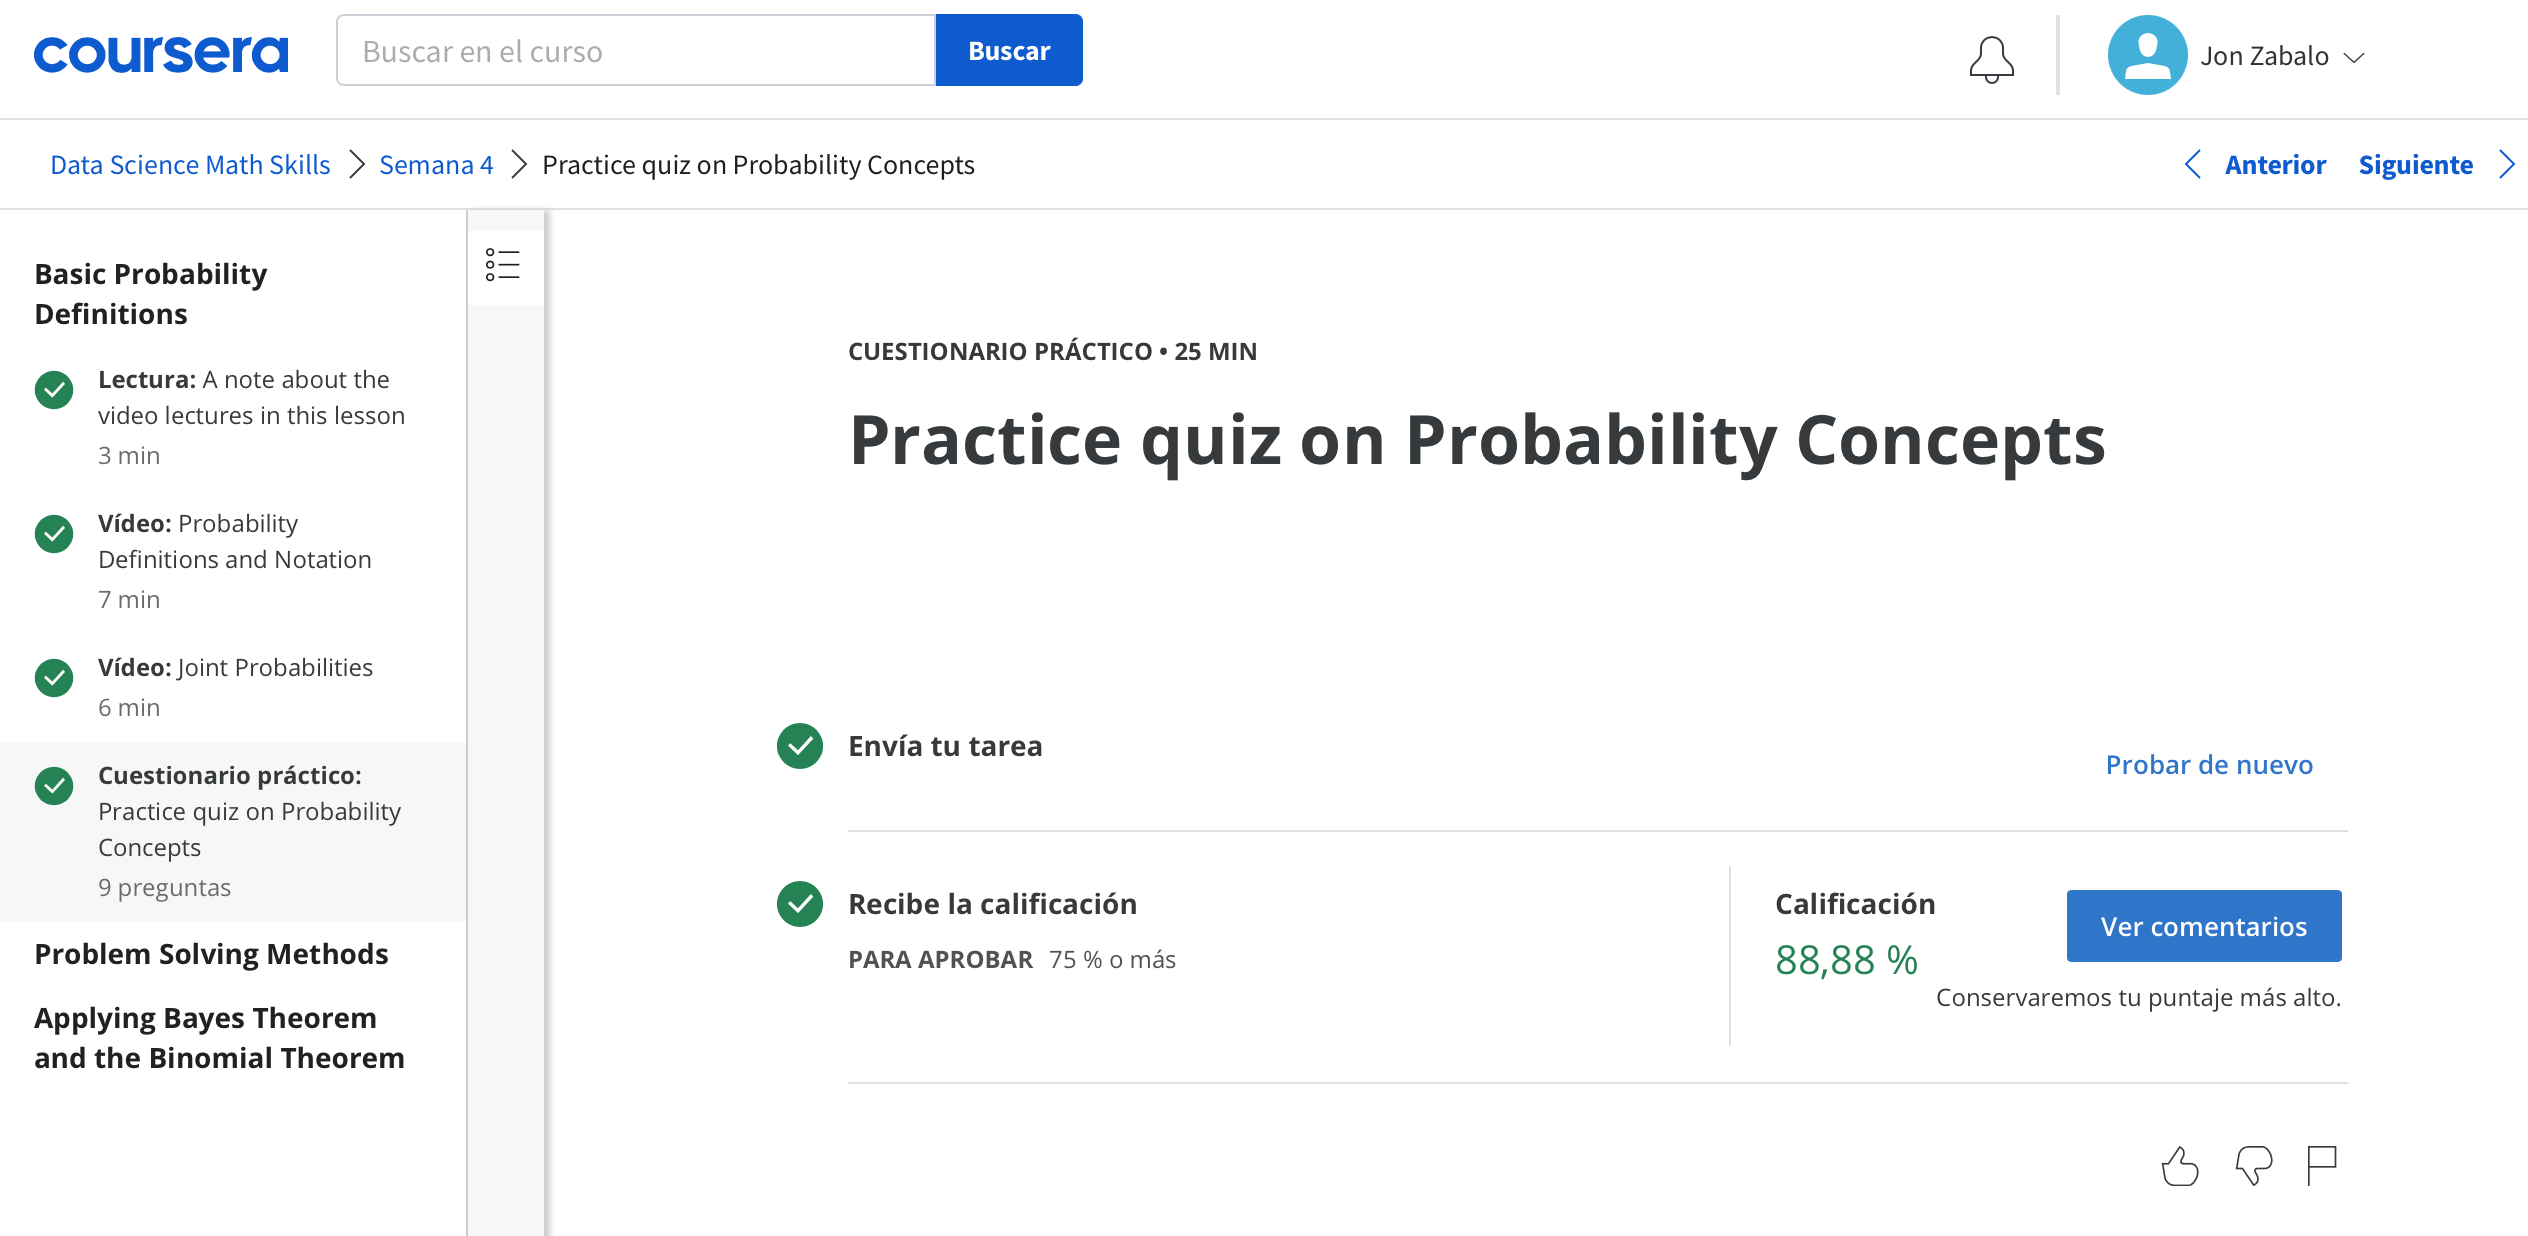 coursera
Buscar en el curso
Buscar
Jon Zabalo
Data Science Math Skills
Semana 4
Practice quiz on Probability Concepts
Anterior
Siguiente
Basic Probability
Definitions
Lectura: A note about the
video lectures in this lesson
3 min
Vídeo: Probability
Definitions and Notation
7 min
Vídeo: Joint Probabilities
6 min
Cuestionario práctico:
Practice quiz on Probability
Concepts
9 preguntas
Problem Solving Methods
Applying Bayes Theorem
and the Binomial Theorem
CUESTIONARIO PRÁCTICO • 25 MIN
Practice quiz on Probability Concepts
Envía tu tarea
Probar de nuevo
Recibe la calificación
PARA APROBAR 75 % o más
Calificación
88,88 %
Ver comentarios
Conservaremos tu puntaje más alto.